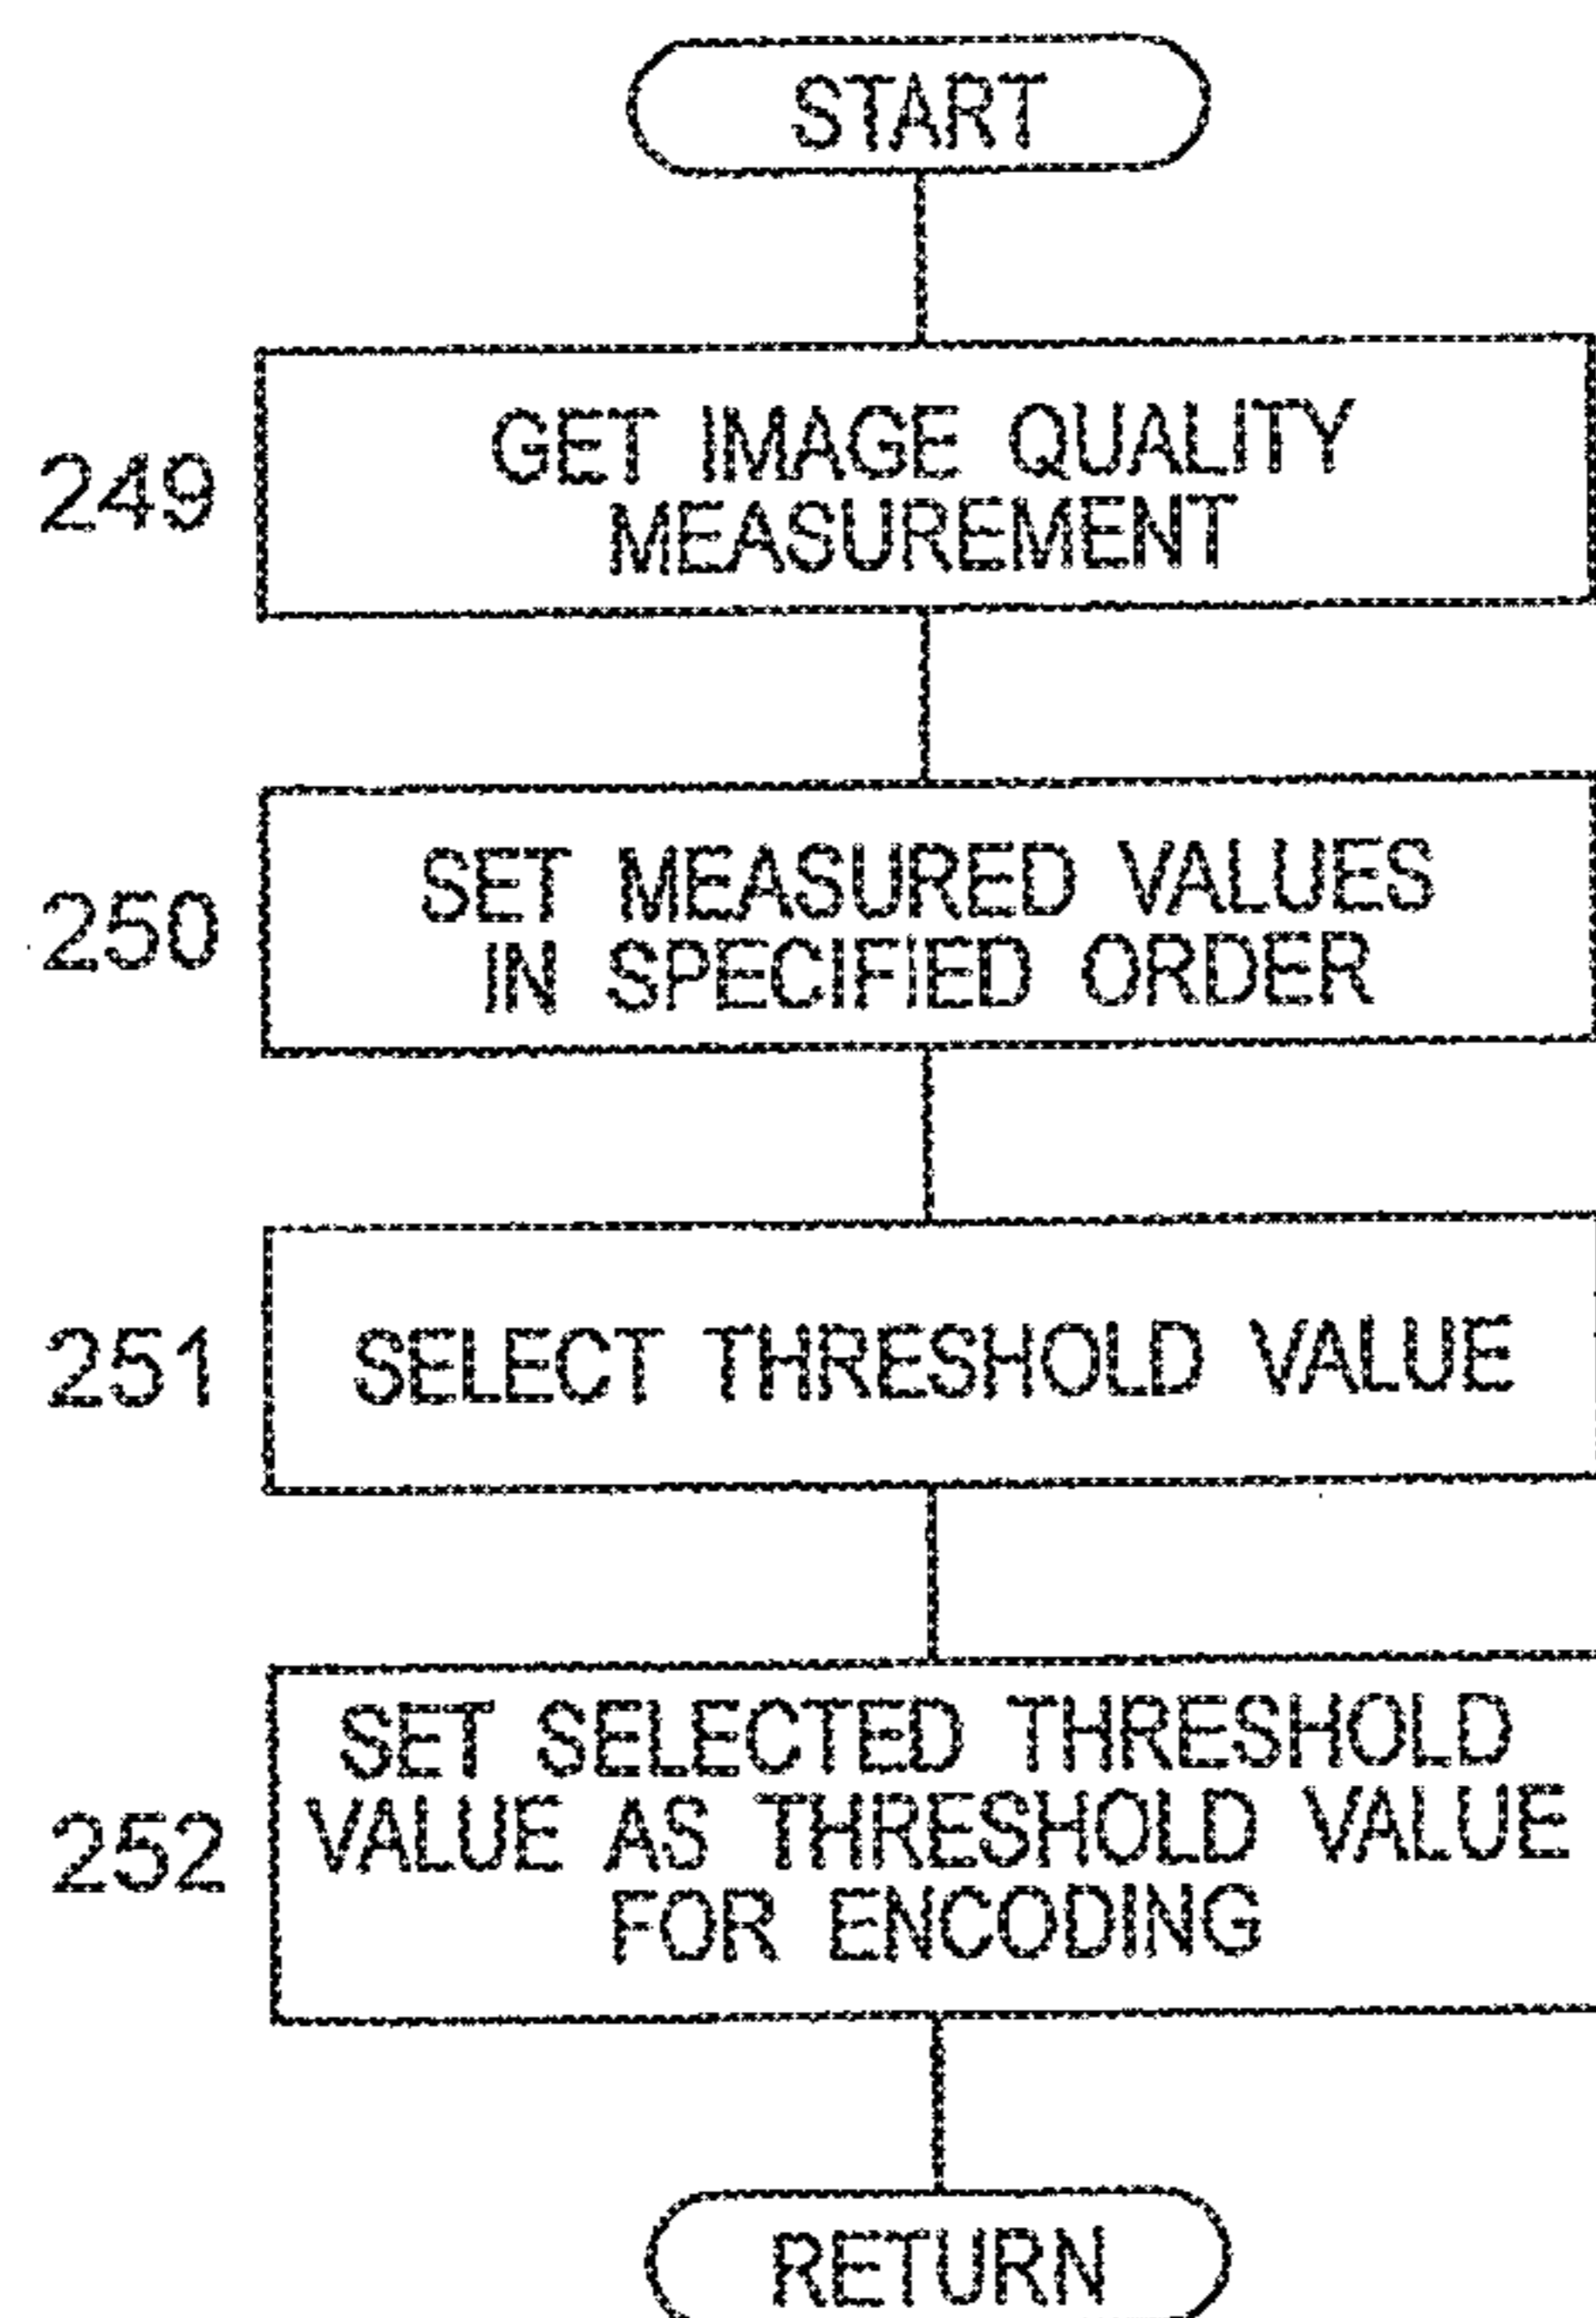 START
249
GET IMAGE QUALITY
MEASUREMENT
250
SET MEASURED VALUES
IN SPECIFIED ORDER
251
SELECT THRESHOLD VALUE
252
SET SELECTED THRESHOLD
VALUE AS THRESHOLD VALUE
FOR ENCODING
RETURN